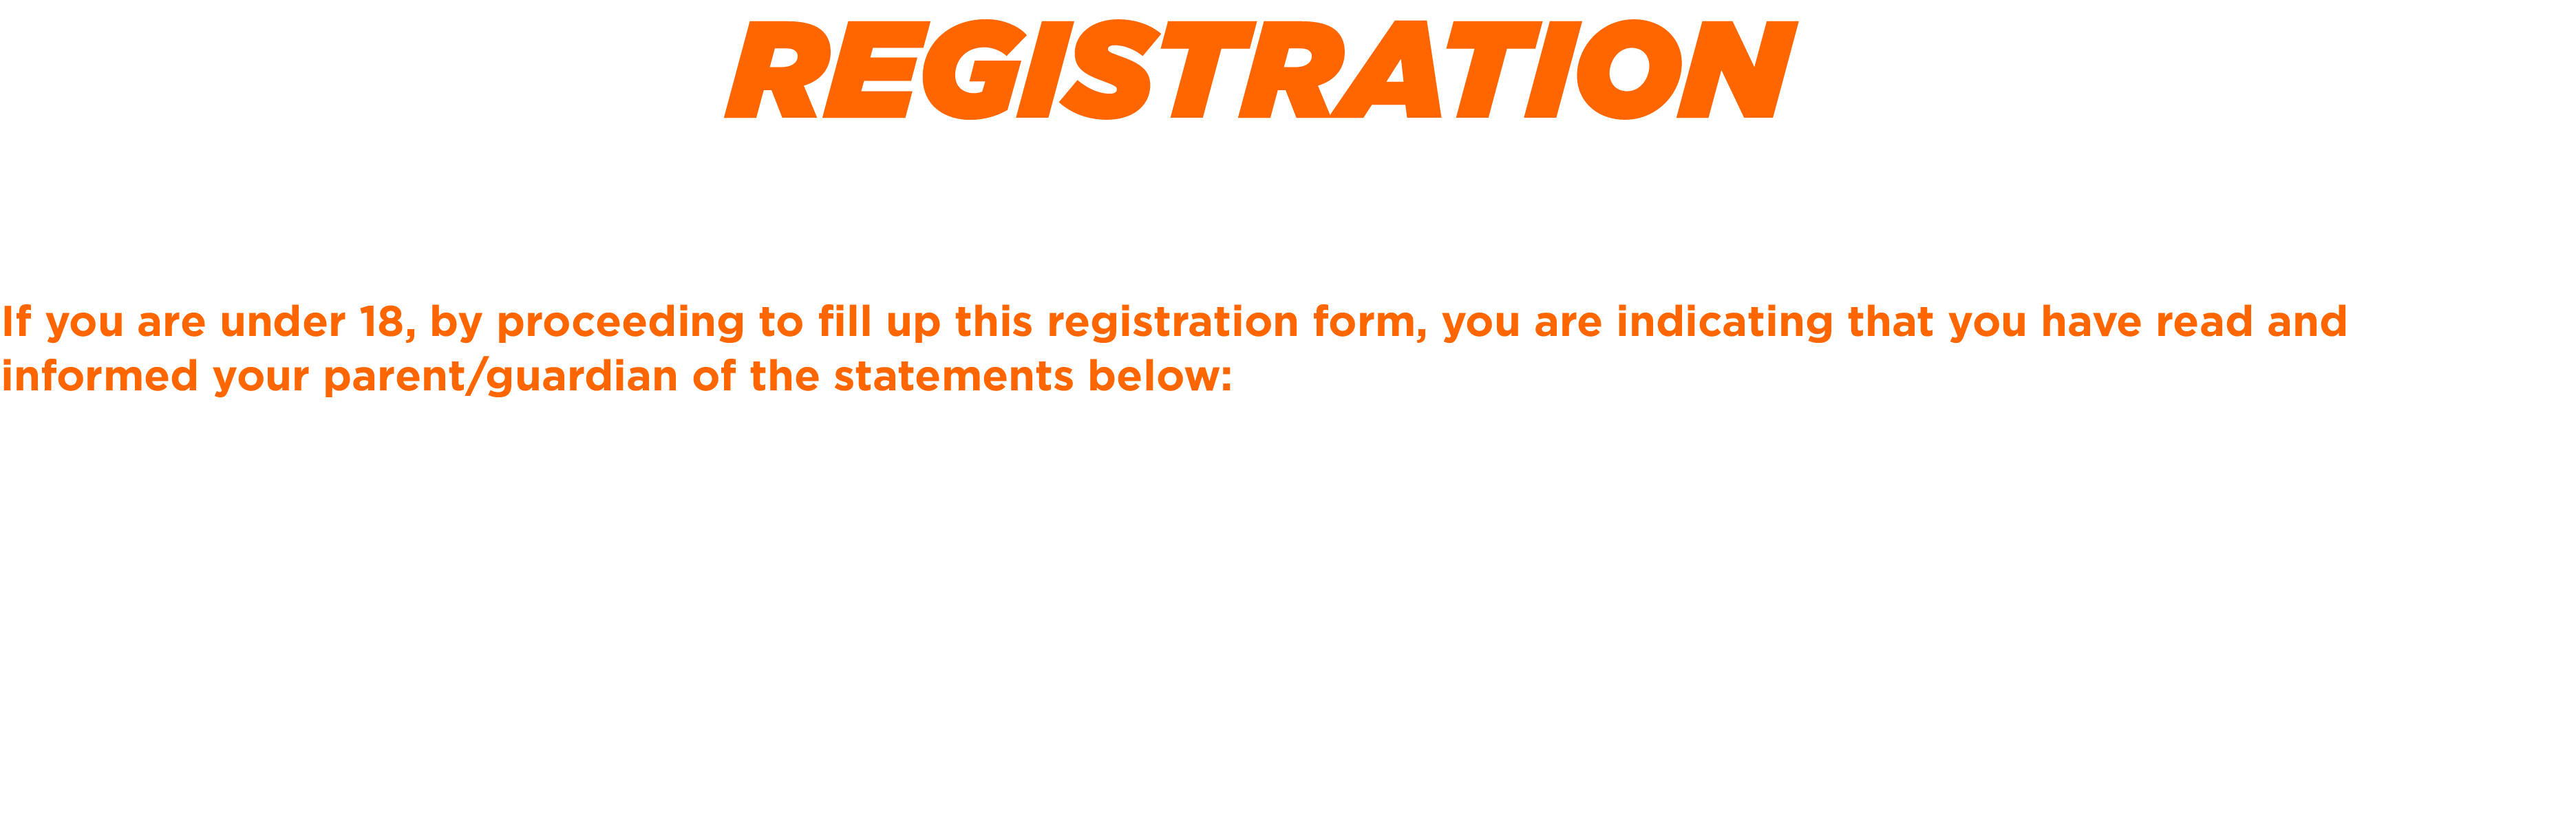 REGISTRATION
If you are under 18, by proceeding to fill up this registration form, you are indicating that you have read and
informed your parent/guardian of the statements below: